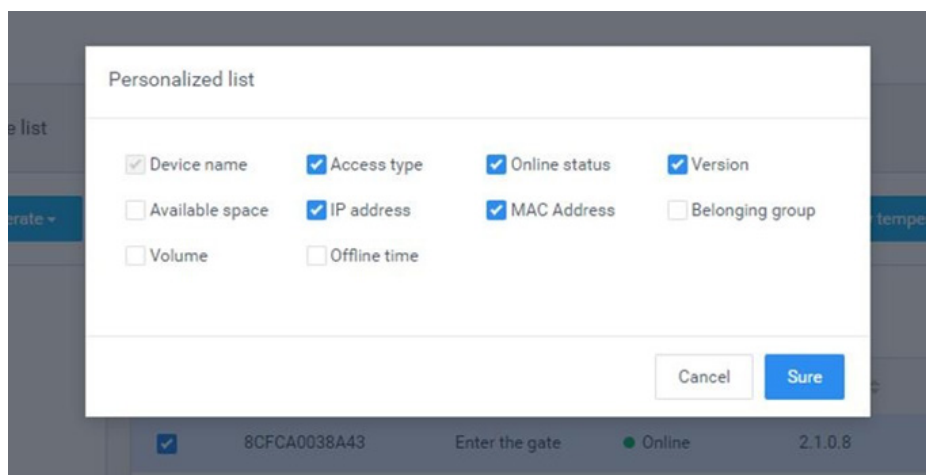 Personalized list
e list
Device name Access type Online status Version
Available space IP address MAC Address Belonging group
erate
tempe
Volume Offline time
Cancel Sure
8CFCA0038A43 Enter the gate Online 2.1.0.8